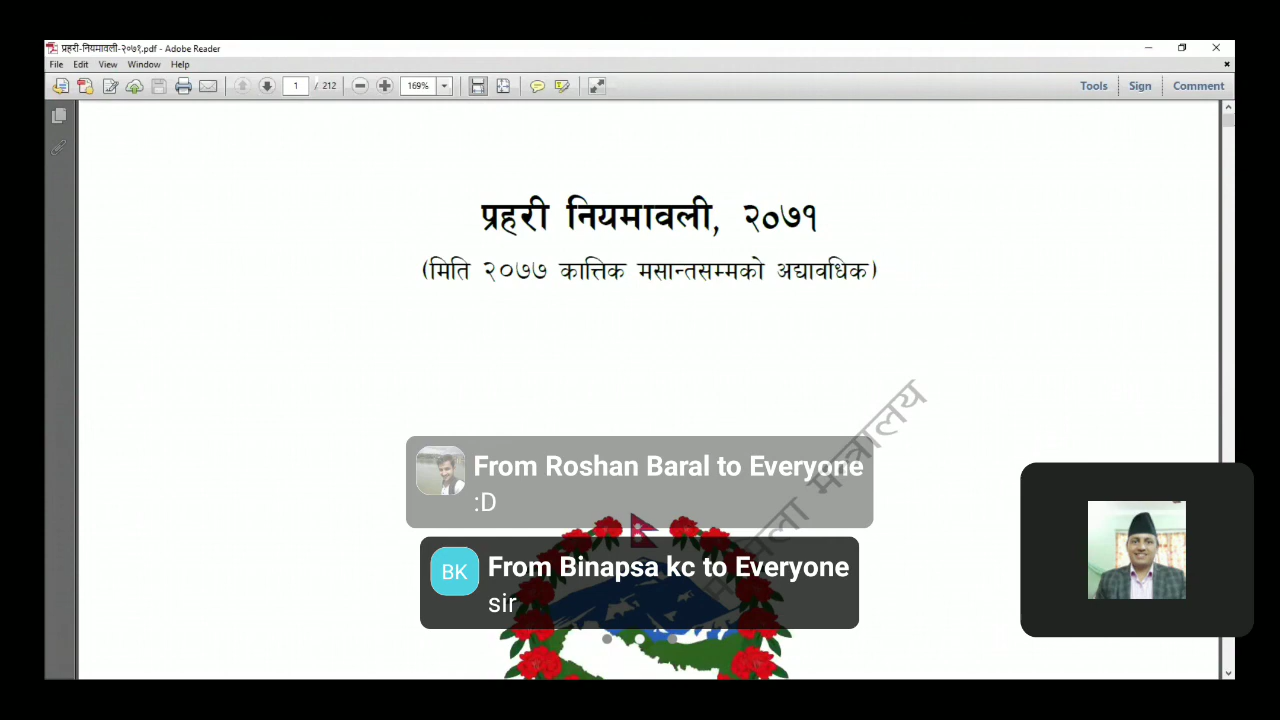 प्रहरी-नियमावली-२०७१.pdf - Adobe Reader
File Edit View Window Help
1 / 212 169% Tools Sign Comment
प्रहरी नियमावली, २०७१
(मिति २०७७ कात्तिक मसान्तसम्मको अद्यावधिक)
मन्त्रालय
From Roshan Baral to Everyone
:D
BK From Binapsa kc to Everyone
sir